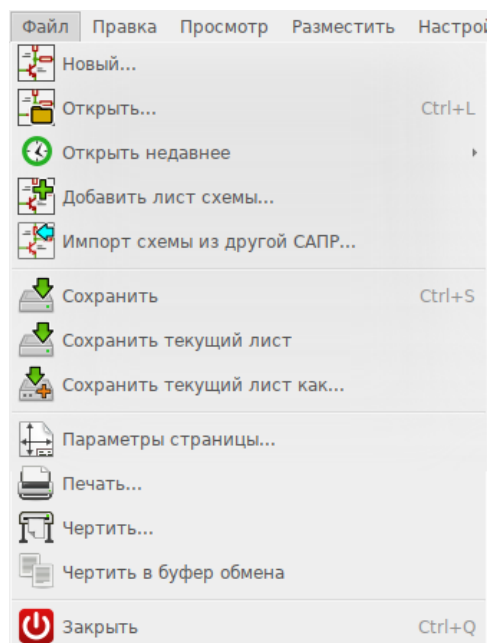 Файл Правка Просмотр Разместить Настрой
Новый...
Открыть... Ctrl+L
Открыть недавнее
Добавить лист схемы...
Импорт схемы из другой САПР...
Сохранить Ctrl+S
Сохранить текущий лист
Сохранить текущий лист как...
Параметры страницы...
Печать...
Чертить...
Чертить в буфер обмена
Закрыть Ctrl+Q